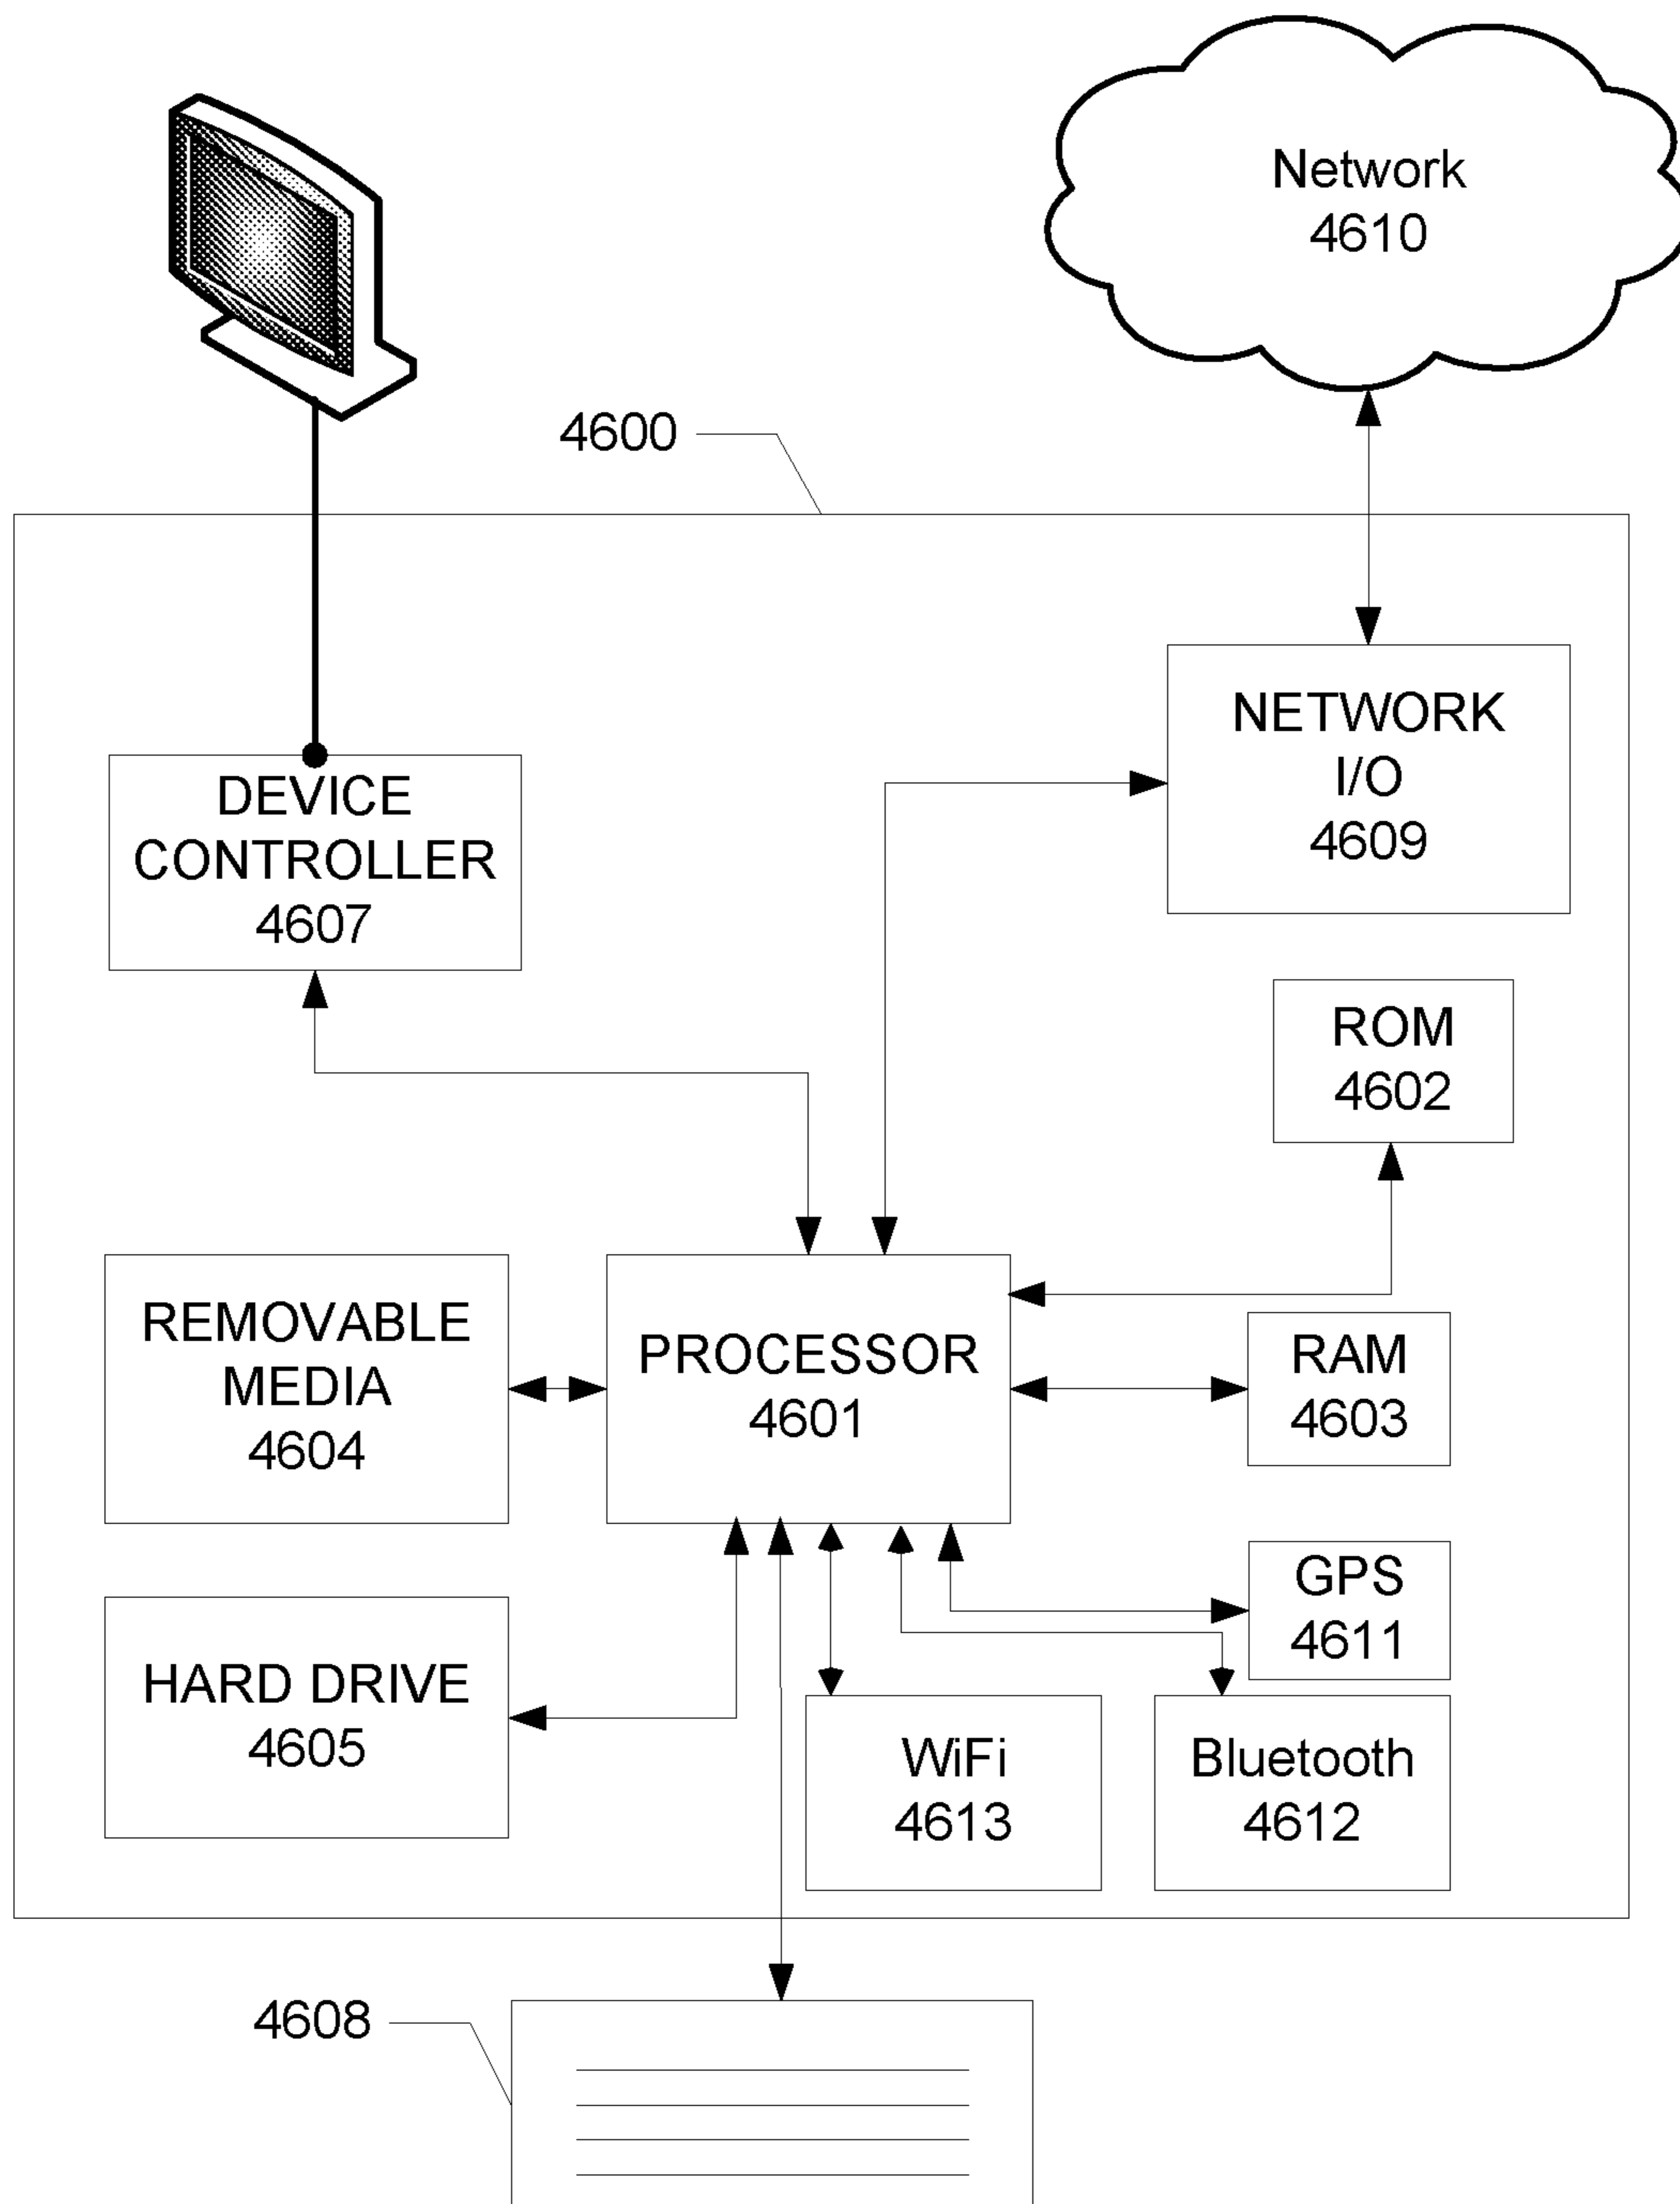 Network
4610
4600
NETWORK
I/O
4609
DEVICE
CONTROLLER
4607
ROM
4602
REMOVABLE
MEDIA
4604
PROCESSOR
4601
RAM
4603
GPS
4611
HARD DRIVE
4605
WiFi
4613
Bluetooth
4612
4608